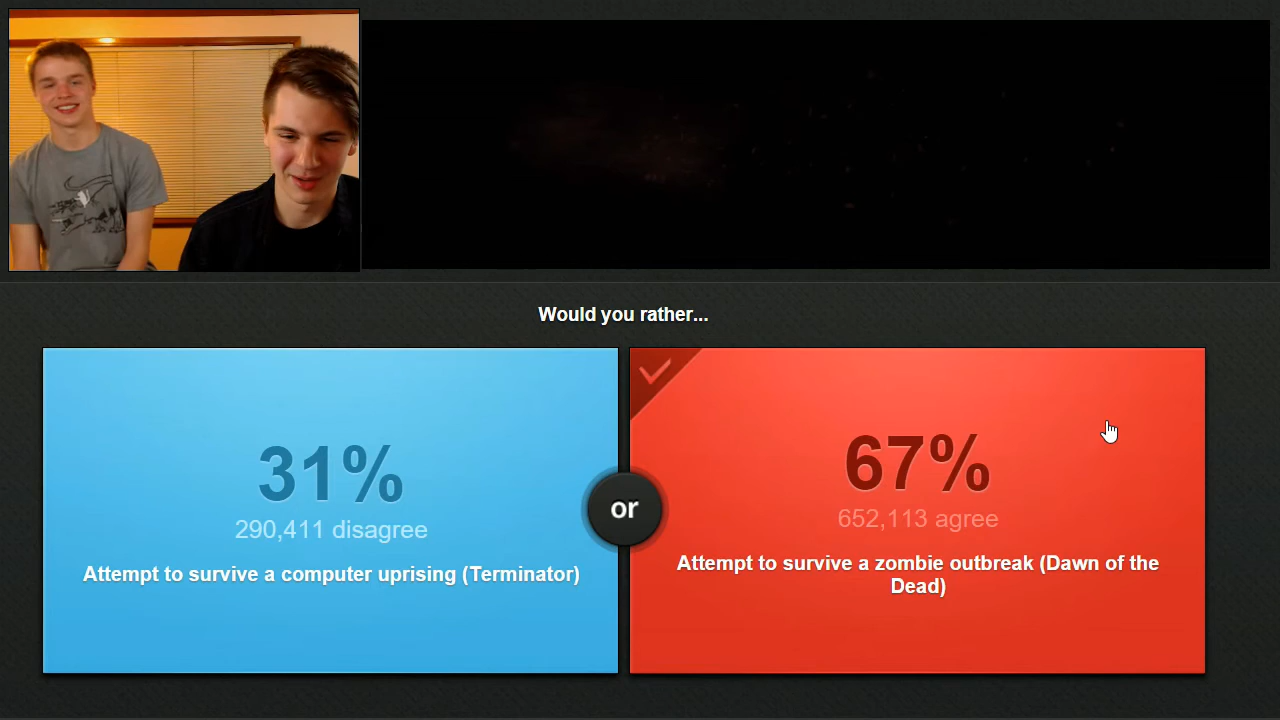 Would you rather...
31%
290,411 disagree
Attempt to survive a computer uprising (Terminator)
or
67%
652,113 agree
Attempt to survive a zombie outbreak (Dawn of the
Dead)